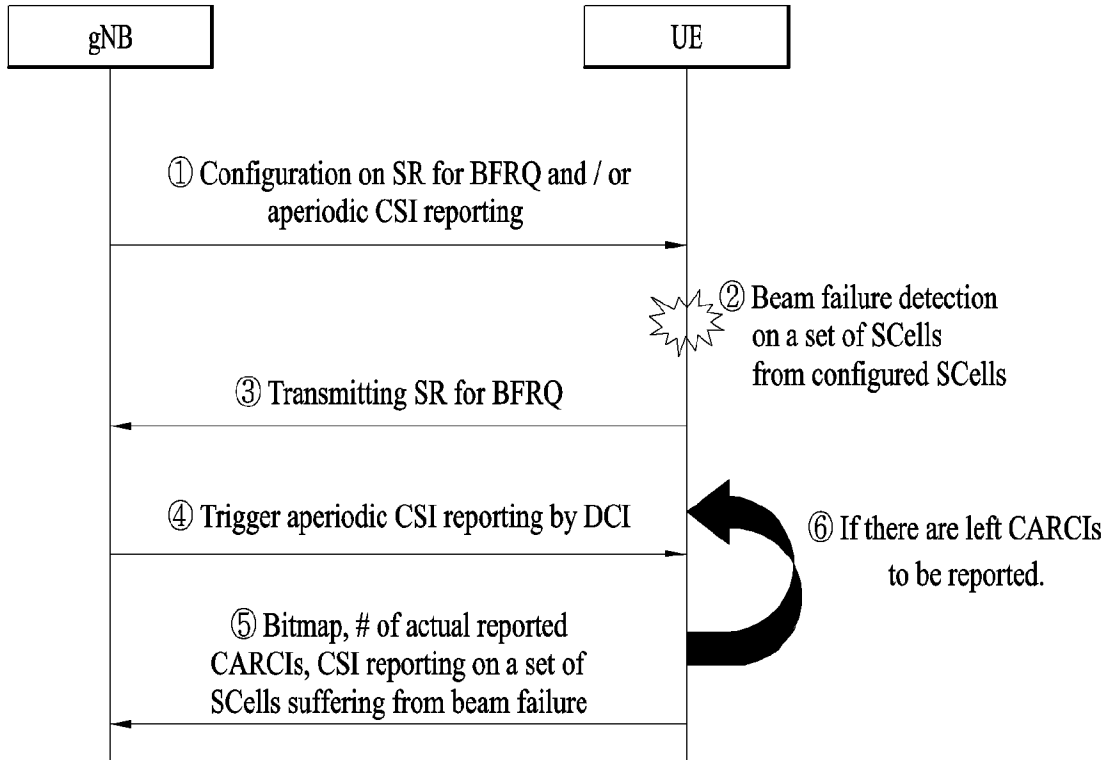 gNB
UE
① Configuration on SR for BFRQ and / or
aperiodic CSI reporting
② Beam failure detection
on a set of SCells
from configured SCells
③ Transmitting SR for BFRQ
④ Trigger aperiodic CSI reporting by DCI
⑥ If there are left CARCIs
to be reported.
⑤ Bitmap, # of actual reported
CARCIs, CSI reporting on a set of
SCells suffering from beam failure